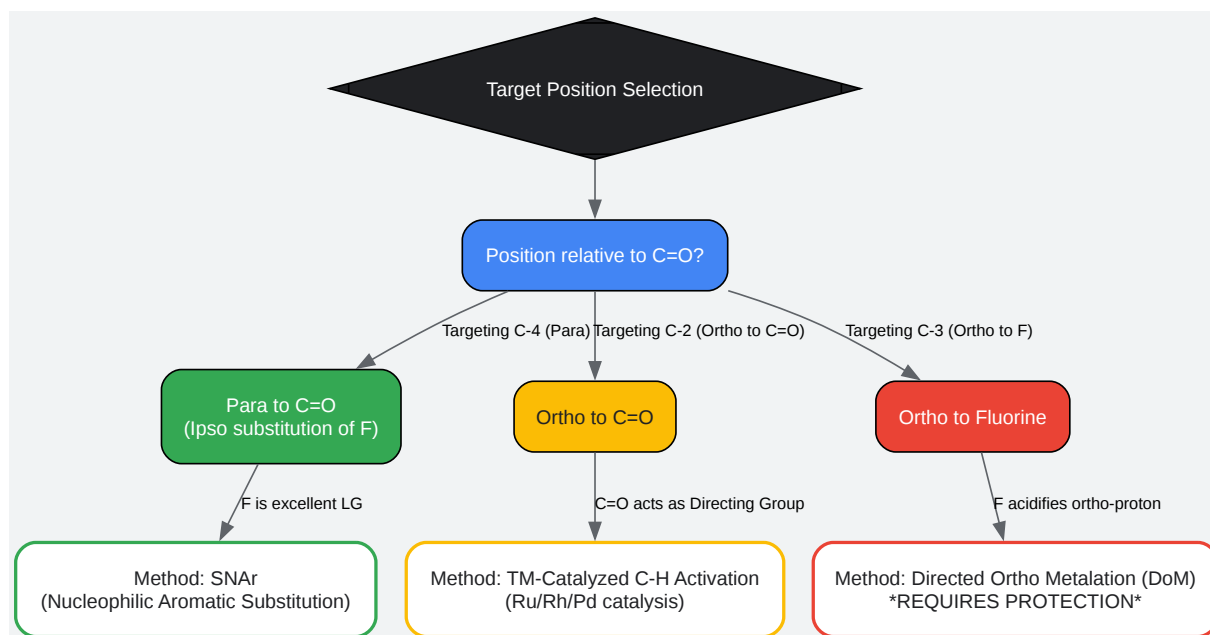 Target Position Selection
Position relative to C=O?
Targeting C-4 (Para)
Targeting C-2 (Ortho to C=O)
Targeting C-3 (Ortho to F)
Para to C=O
(Ipso substitution of F)
Ortho to C=O
Ortho to Fluorine
F is excellent LG
C=O acts as Directing Group
F acidifies ortho-proton
Method: SNAr
(Nucleophilic Aromatic Substitution)
Method: TM-Catalyzed C-H Activation
(Ru/Rh/Pd catalysis)
Method: Directed Ortho Metalation (DoM)
*REQUIRES PROTECTION*